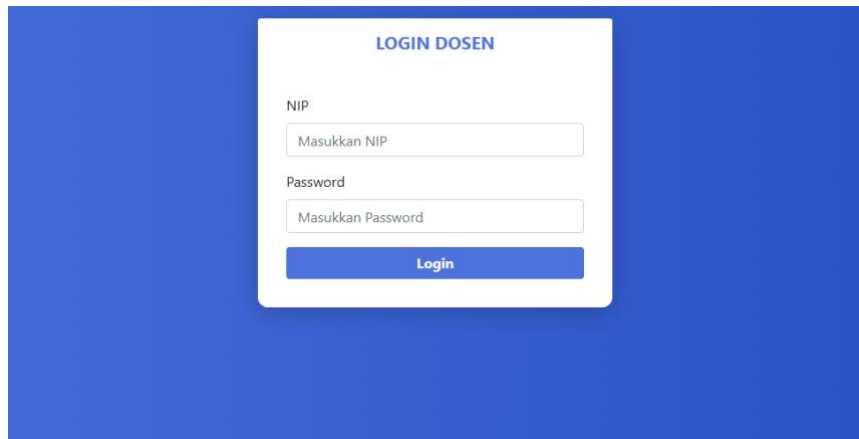 LOGIN DOSEN
NIP
Masukkan NIP
Password
Masukkan Password
Login